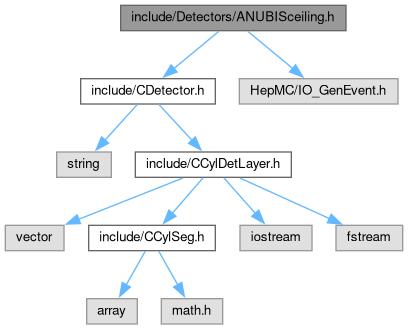 include/Detectors/ANUBISceiling.h
include/CDetector.h
HepMC/IO_GenEvent.h
string
include/CCylDetLayer.h
vector
include/CCylSeg.h
iostream
fstream
array
math.h